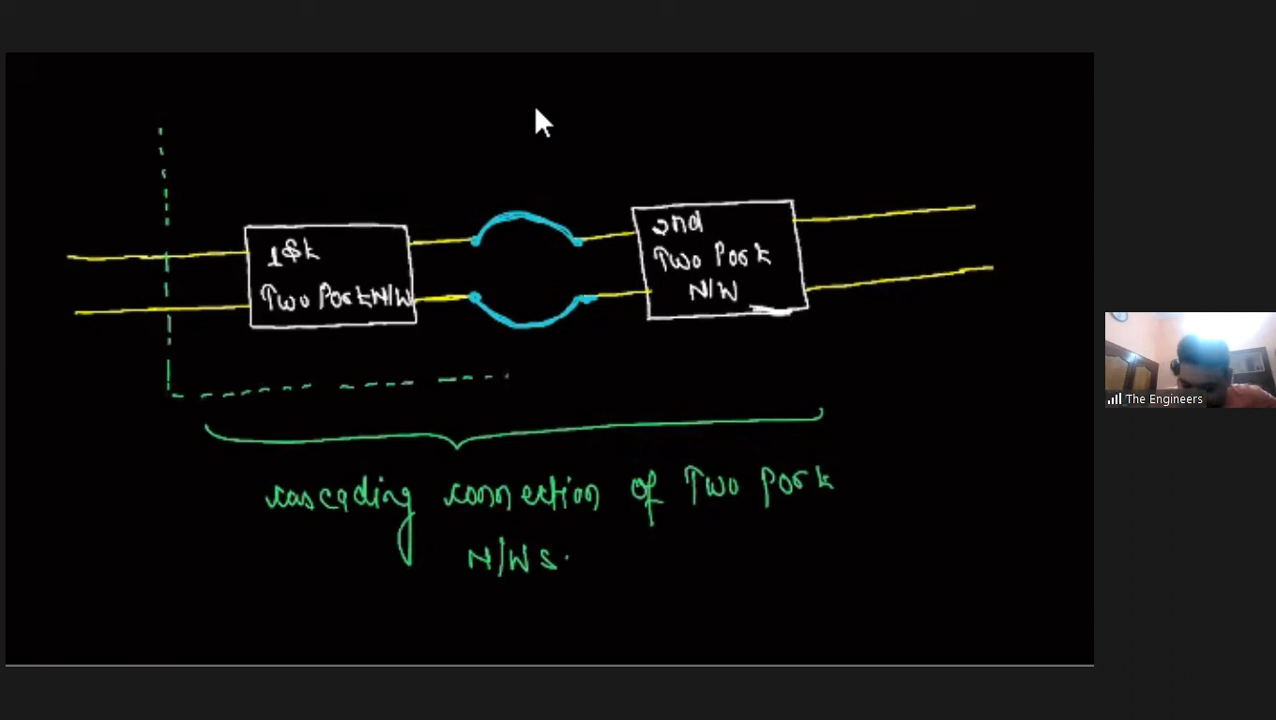 1st
Two Port N/W
2nd
Two Port
N/W
The Engineers
cascading connection of Two Port
N/Ws.